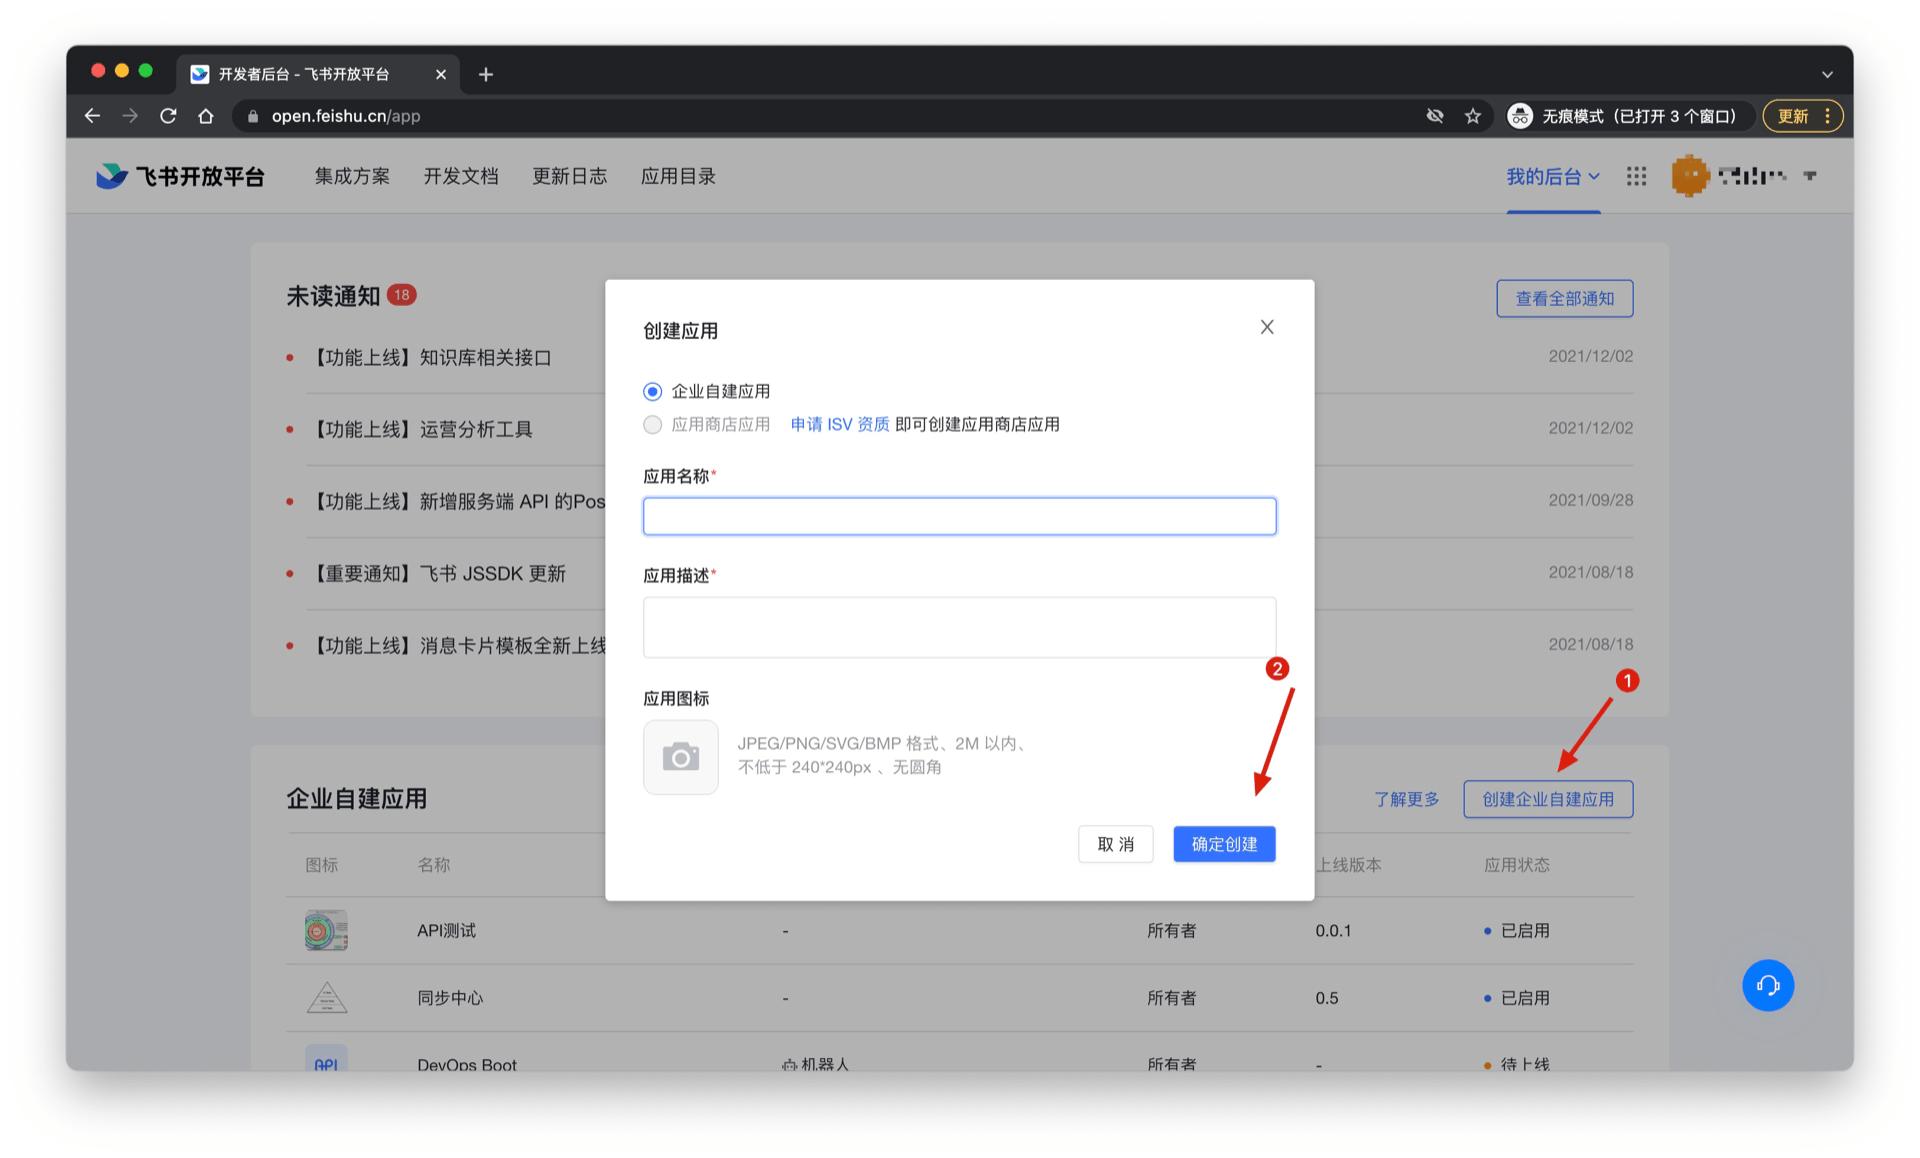 开发者后台 - 飞书开放平台
open.feishu.cn/app
无痕模式（已打开 3 个窗口）
更新
飞书开放平台
集成方案
开发文档
更新日志
应用目录
我的后台
未读通知 18
查看全部通知
【功能上线】知识库相关接口
2021/12/02
【功能上线】运营分析工具
2021/12/02
【功能上线】新增服务端 API 的Pos
2021/09/28
【重要通知】飞书 JSSDK 更新
2021/08/18
【功能上线】消息卡片模板全新上线
2021/08/18
创建应用
企业自建应用
应用商店应用 申请 ISV 资质 即可创建应用商店应用
应用名称*
应用描述*
2
1
应用图标
JPEG/PNG/SVG/BMP 格式、2M 以内、
不低于 240*240px 、无圆角
取 消
确定创建
企业自建应用
了解更多
创建企业自建应用
图标
名称
上线版本
应用状态
API测试
-
所有者
0.0.1
已启用
同步中心
-
所有者
0.5
已启用
API
DevOps Boot
机器人
所有者
-
待上线